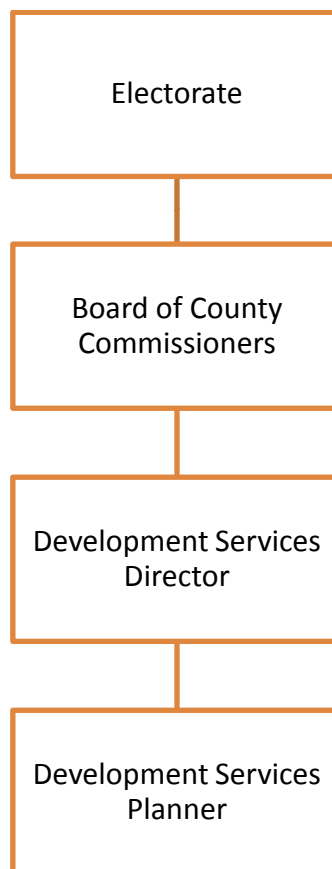 Electorate
Board of County
Commissioners
Development Services
Director
Development Services
Planner